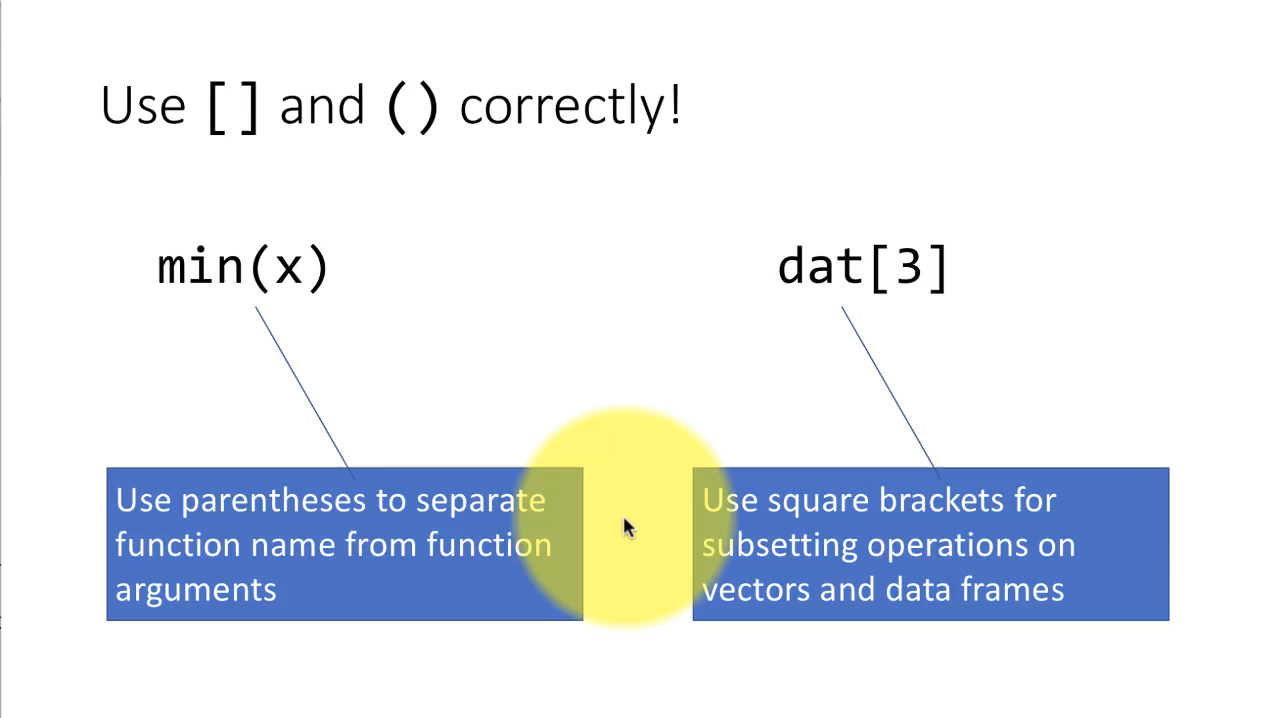 Use [] and () correctly!
min(x)
dat[3]
Use parentheses to separate
function name from function
arguments
Use square brackets for
subsetting operations on
vectors and data frames